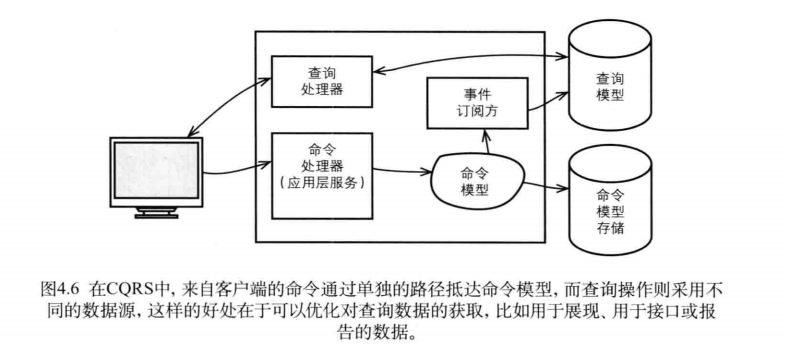 查询
处理器
事件
订阅方
查询
模型
命令
处理器
(应用层服务)
命令
模型
命令
模型
存储
图4.6 在CQRS中，来自客户端的命令通过单独的路径抵达命令模型，而查询操作则采用不
同的数据源，这样的好处在于可以优化对查询数据的获取，比如用于展现、用于接口或报
告的数据。